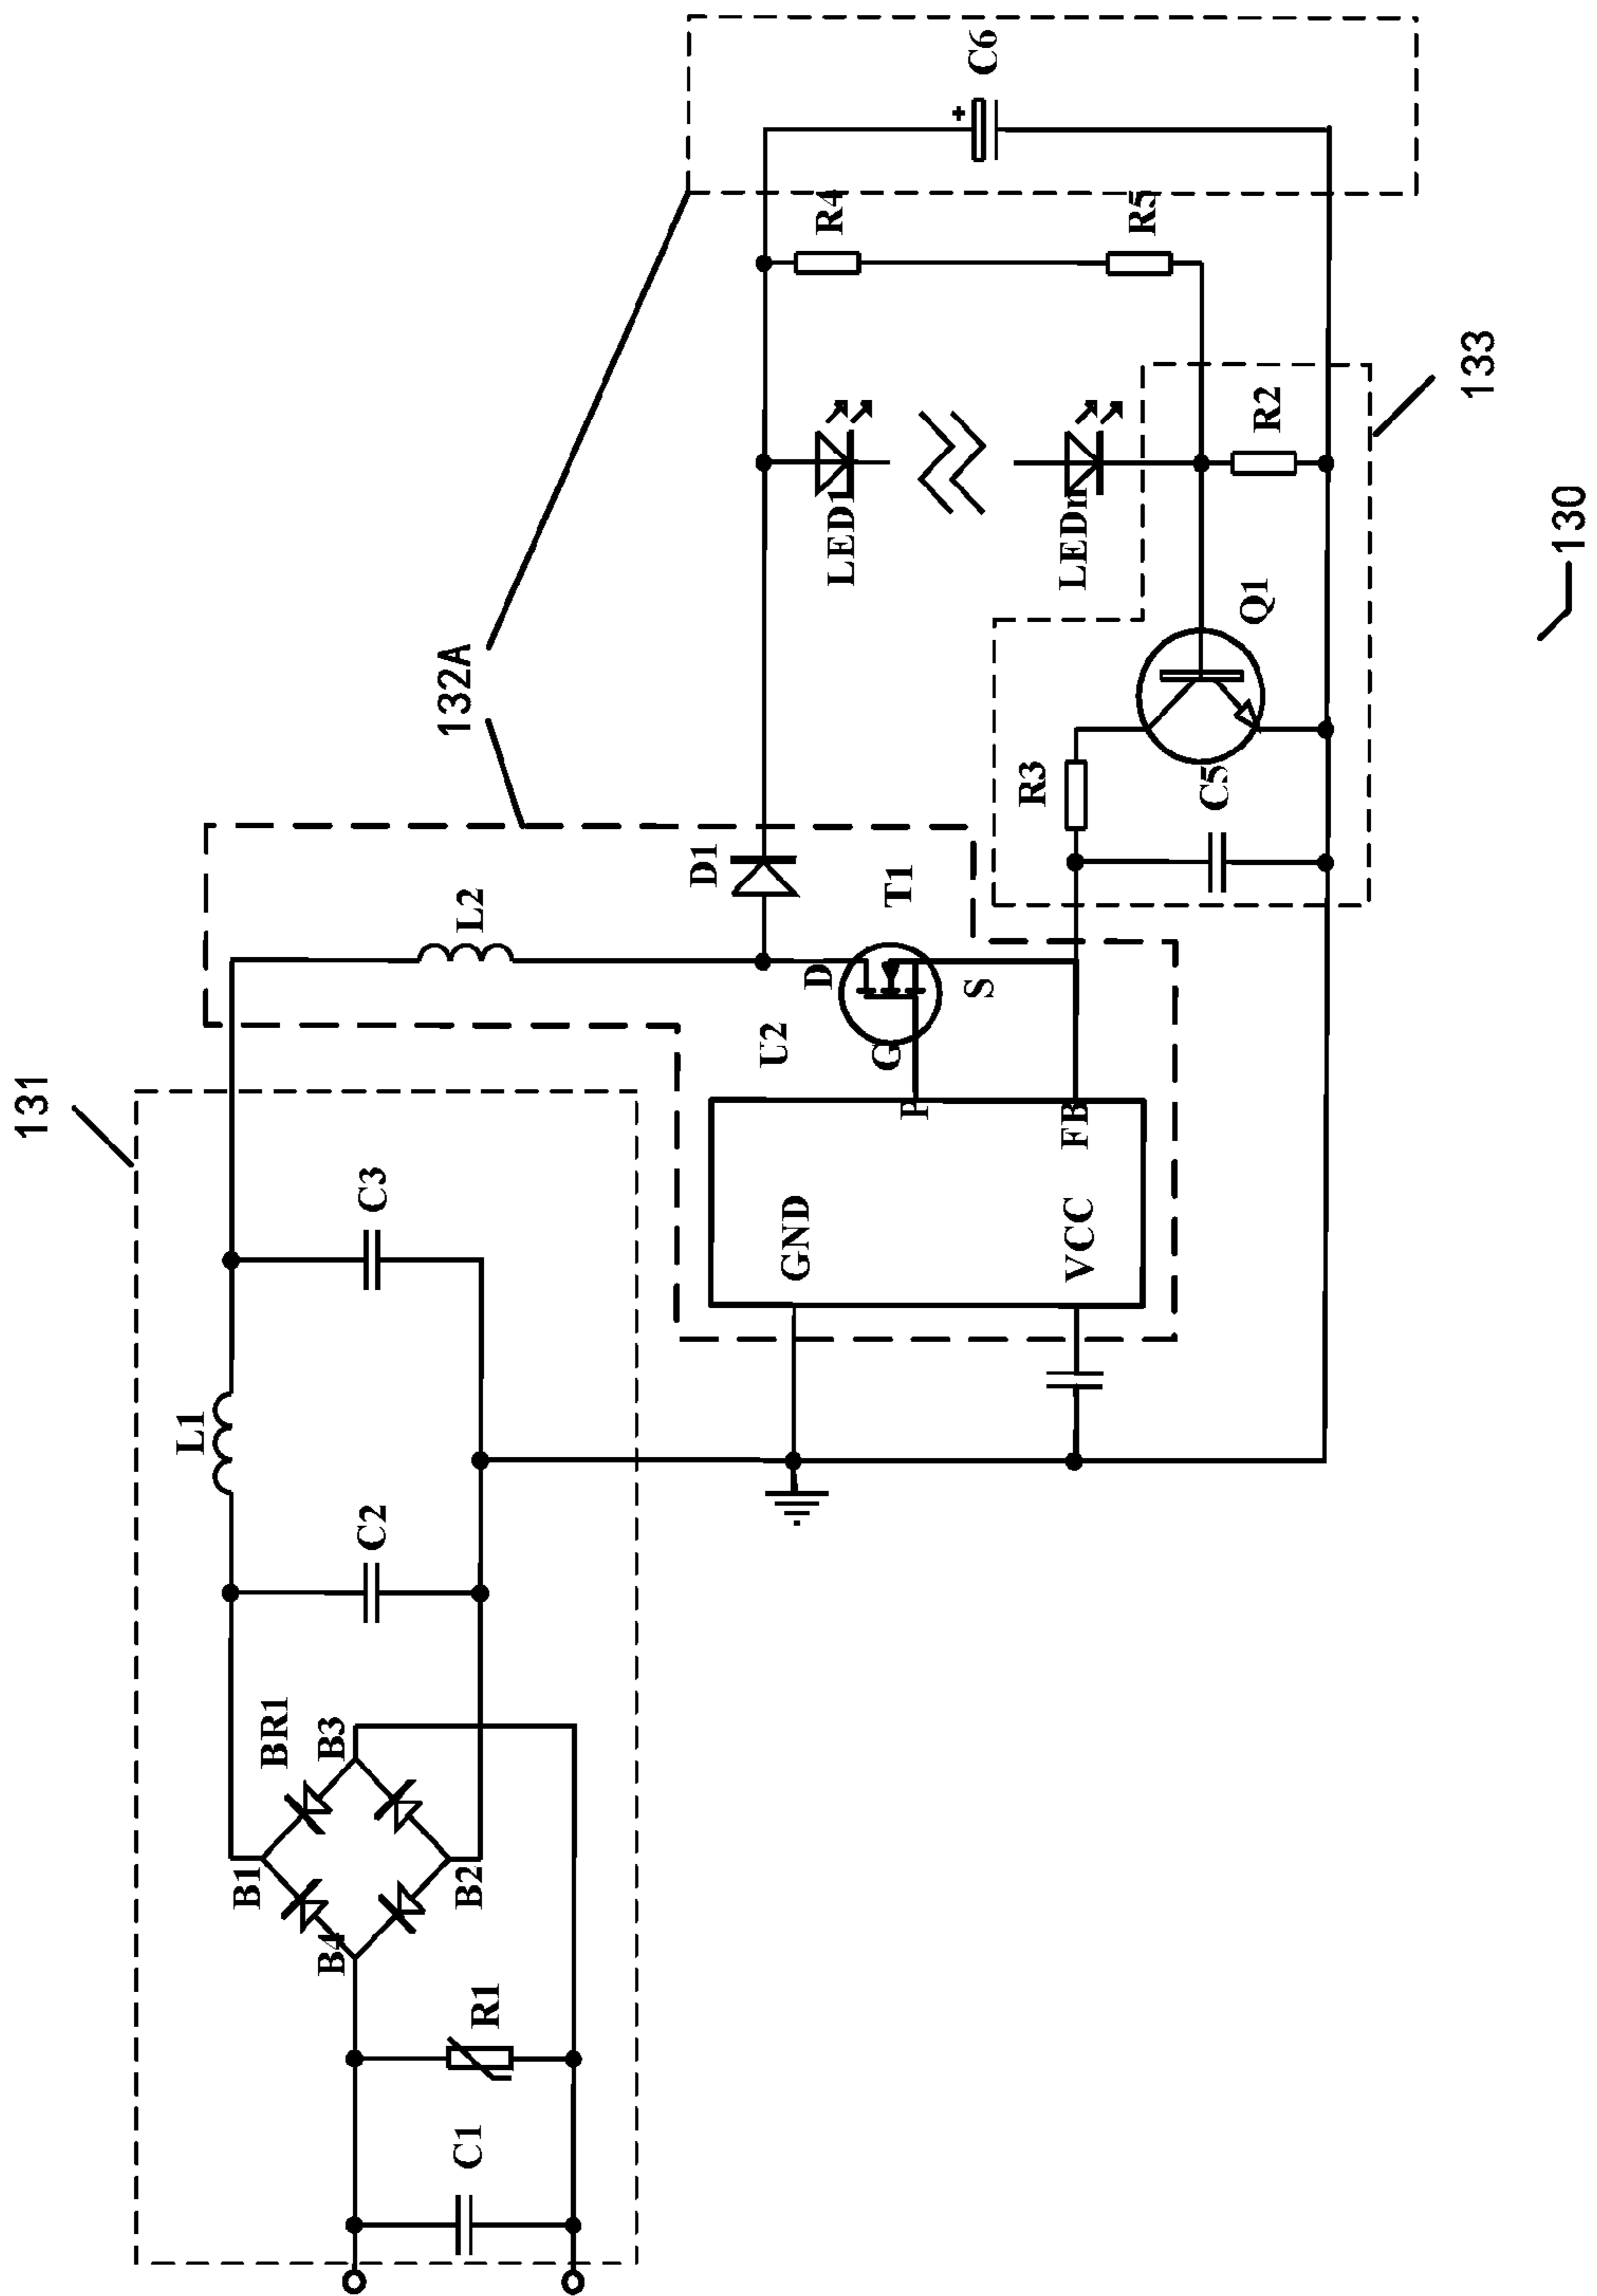 131
L1
C2
C3
BR1
B1
B3
B4
B2
R1
C1
L2
132A
D1
U2
D
T1
G
S
P
FB
GND
VCC
R3
C5
Q1
LED1
LEDn
R2
R4
R5
C6
133
130